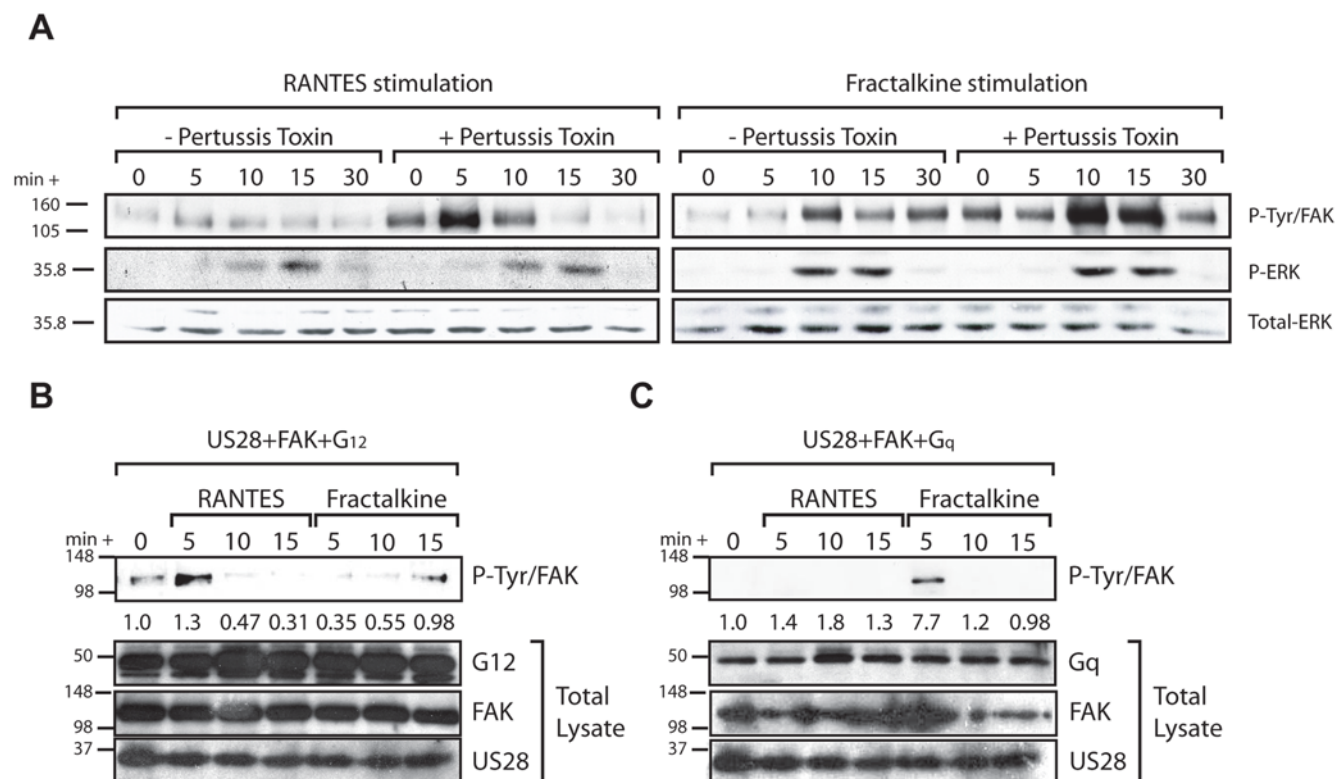 A
RANTES stimulation Fractalkine stimulation
- Pertussis Toxin + Pertussis Toxin - Pertussis Toxin + Pertussis Toxin
min + 0 5 10 15 30 0 5 10 15 30 0 5 10 15 30 0 5 10 15 30
160
105
P-Tyr/FAK
35.8 P-ERK
35.8 Total-ERK
B
US28+FAK+G12
RANTES Fractalkine
min + 0 5 10 15 5 10 15
148
98
P-Tyr/FAK
1.0 1.3 0.47 0.31 0.35 0.55 0.98
50 G12
148
98
FAK
37 US28
Total
Lysate
C
US28+FAK+Gq
RANTES Fractalkine
min + 0 5 10 15 5 10 15
148
98
P-Tyr/FAK
1.0 1.4 1.8 1.3 7.7 1.2 0.98
50 Gq
148
98
FAK
37 US28
Total
Lysate